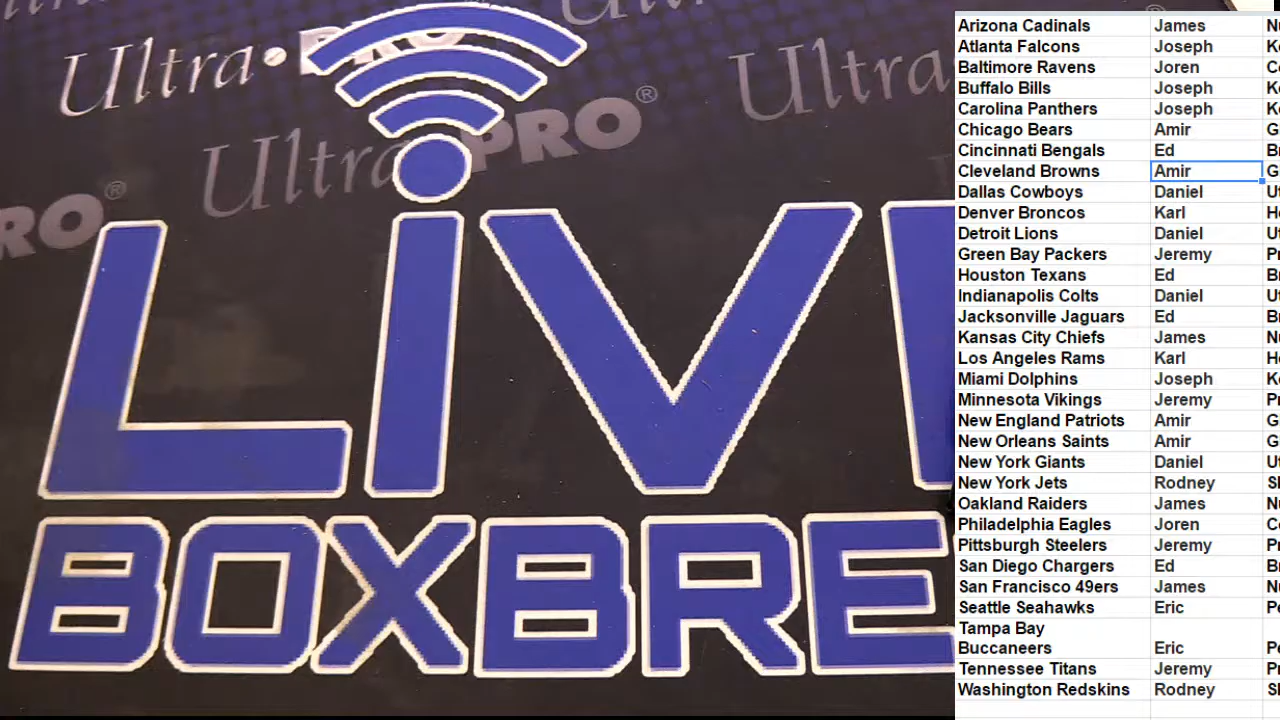 Ultra PRO
Ultra PRO®
Ultra
PRO®
LiV
BOXBRE
Arizona Cadinals James
Atlanta Falcons Joseph
Baltimore Ravens Joren
Buffalo Bills Joseph
Carolina Panthers Joseph
Chicago Bears Amir
Cincinnati Bengals Ed
Cleveland Browns Amir
Dallas Cowboys Daniel
Denver Broncos Karl
Detroit Lions Daniel
Green Bay Packers Jeremy
Houston Texans Ed
Indianapolis Colts Daniel
Jacksonville Jaguars Ed
Kansas City Chiefs James
Los Angeles Rams Karl
Miami Dolphins Joseph
Minnesota Vikings Jeremy
New England Patriots Amir
New Orleans Saints Amir
New York Giants Daniel
New York Jets Rodney
Oakland Raiders James
Philadelphia Eagles Joren
Pittsburgh Steelers Jeremy
San Diego Chargers Ed
San Francisco 49ers James
Seattle Seahawks Eric
Tampa Bay
Buccaneers Eric
Tennessee Titans Jeremy
Washington Redskins Rodney